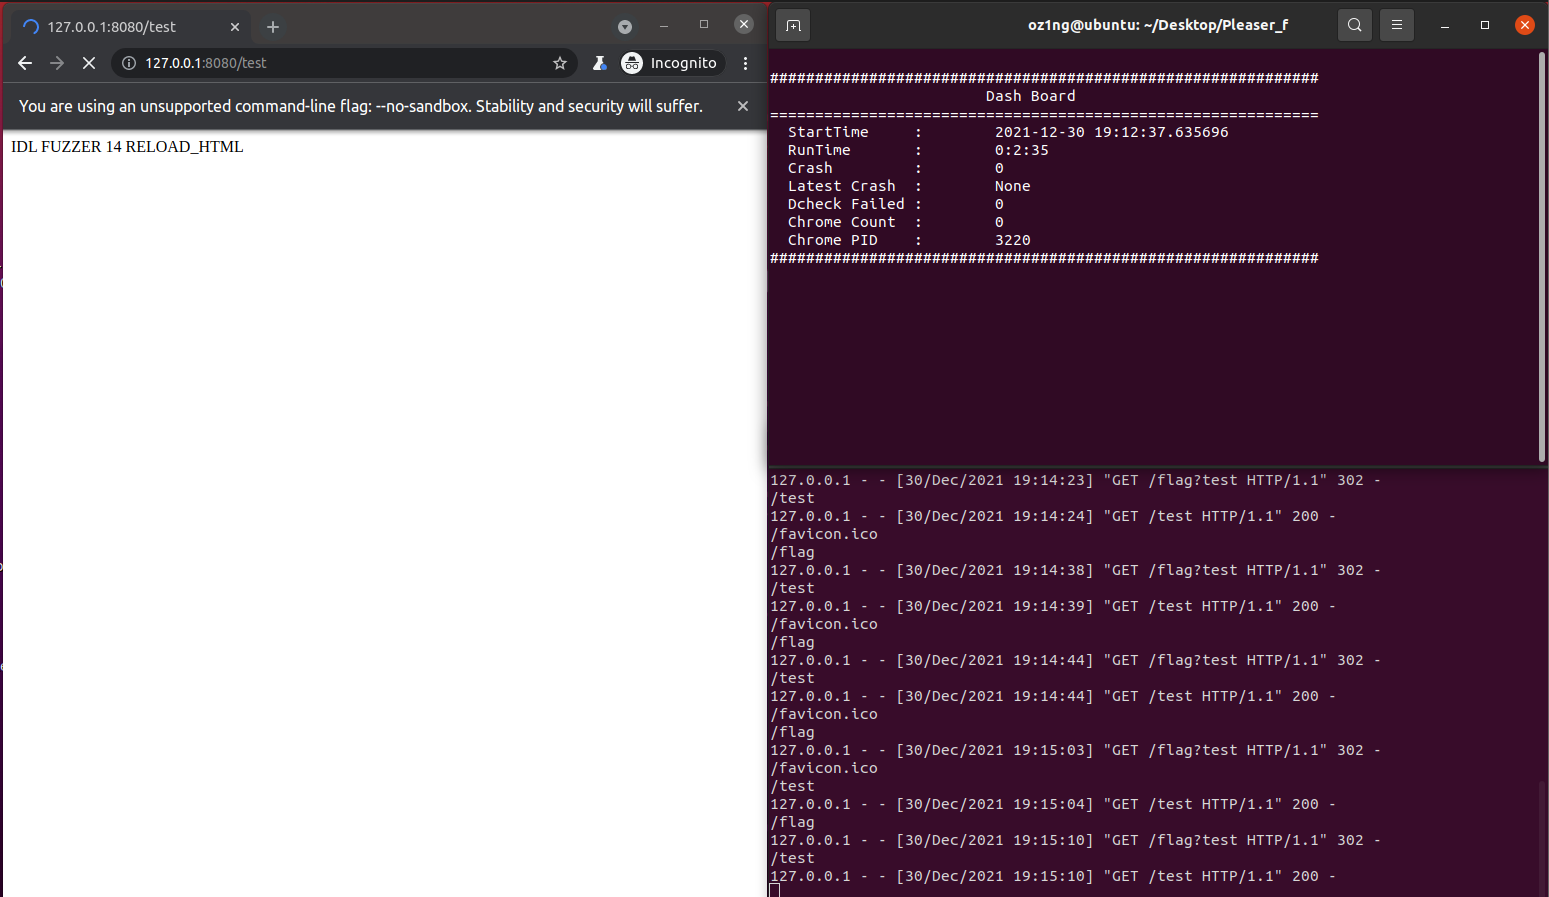 127.0.0.1:8080/test
127.0.0.1:8080/test
Incognito
You are using an unsupported command-line flag: --no-sandbox. Stability and security will suffer.
IDL FUZZER 14 RELOAD_HTML
oz1ng@ubuntu: ~/Desktop/Pleaser_f
#############################################################
Dash Board
=============================================================
StartTime : 2021-12-30 19:12:37.635696
RunTime : 0:2:35
Crash : 0
Latest Crash : None
Dcheck Failed : 0
Chrome Count : 0
Chrome PID : 3220
#############################################################
127.0.0.1 - - [30/Dec/2021 19:14:23] "GET /flag?test HTTP/1.1" 302 -
/test
127.0.0.1 - - [30/Dec/2021 19:14:24] "GET /test HTTP/1.1" 200 -
/favicon.ico
/flag
127.0.0.1 - - [30/Dec/2021 19:14:38] "GET /flag?test HTTP/1.1" 302 -
/test
127.0.0.1 - - [30/Dec/2021 19:14:39] "GET /test HTTP/1.1" 200 -
/favicon.ico
/flag
127.0.0.1 - - [30/Dec/2021 19:14:44] "GET /flag?test HTTP/1.1" 302 -
/test
127.0.0.1 - - [30/Dec/2021 19:14:44] "GET /test HTTP/1.1" 200 -
/favicon.ico
/flag
127.0.0.1 - - [30/Dec/2021 19:15:03] "GET /flag?test HTTP/1.1" 302 -
/favicon.ico
/test
127.0.0.1 - - [30/Dec/2021 19:15:04] "GET /test HTTP/1.1" 200 -
/flag
127.0.0.1 - - [30/Dec/2021 19:15:10] "GET /flag?test HTTP/1.1" 302 -
/test
127.0.0.1 - - [30/Dec/2021 19:15:10] "GET /test HTTP/1.1" 200 -